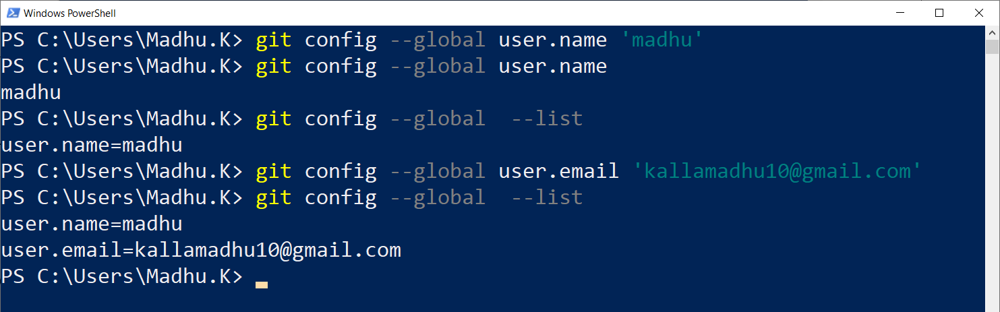 Windows PowerShell
PS C:\Users\Madhu.K> git config --global user.name 'madhu'
PS C:\Users\Madhu.K> git config --global user.name
madhu
PS C:\Users\Madhu.K> git config --global  --list
user.name=madhu
PS C:\Users\Madhu.K> git config --global user.email 'kallamadhu10@gmail.com'
PS C:\Users\Madhu.K> git config --global  --list
user.name=madhu
user.email=kallamadhu10@gmail.com
PS C:\Users\Madhu.K>